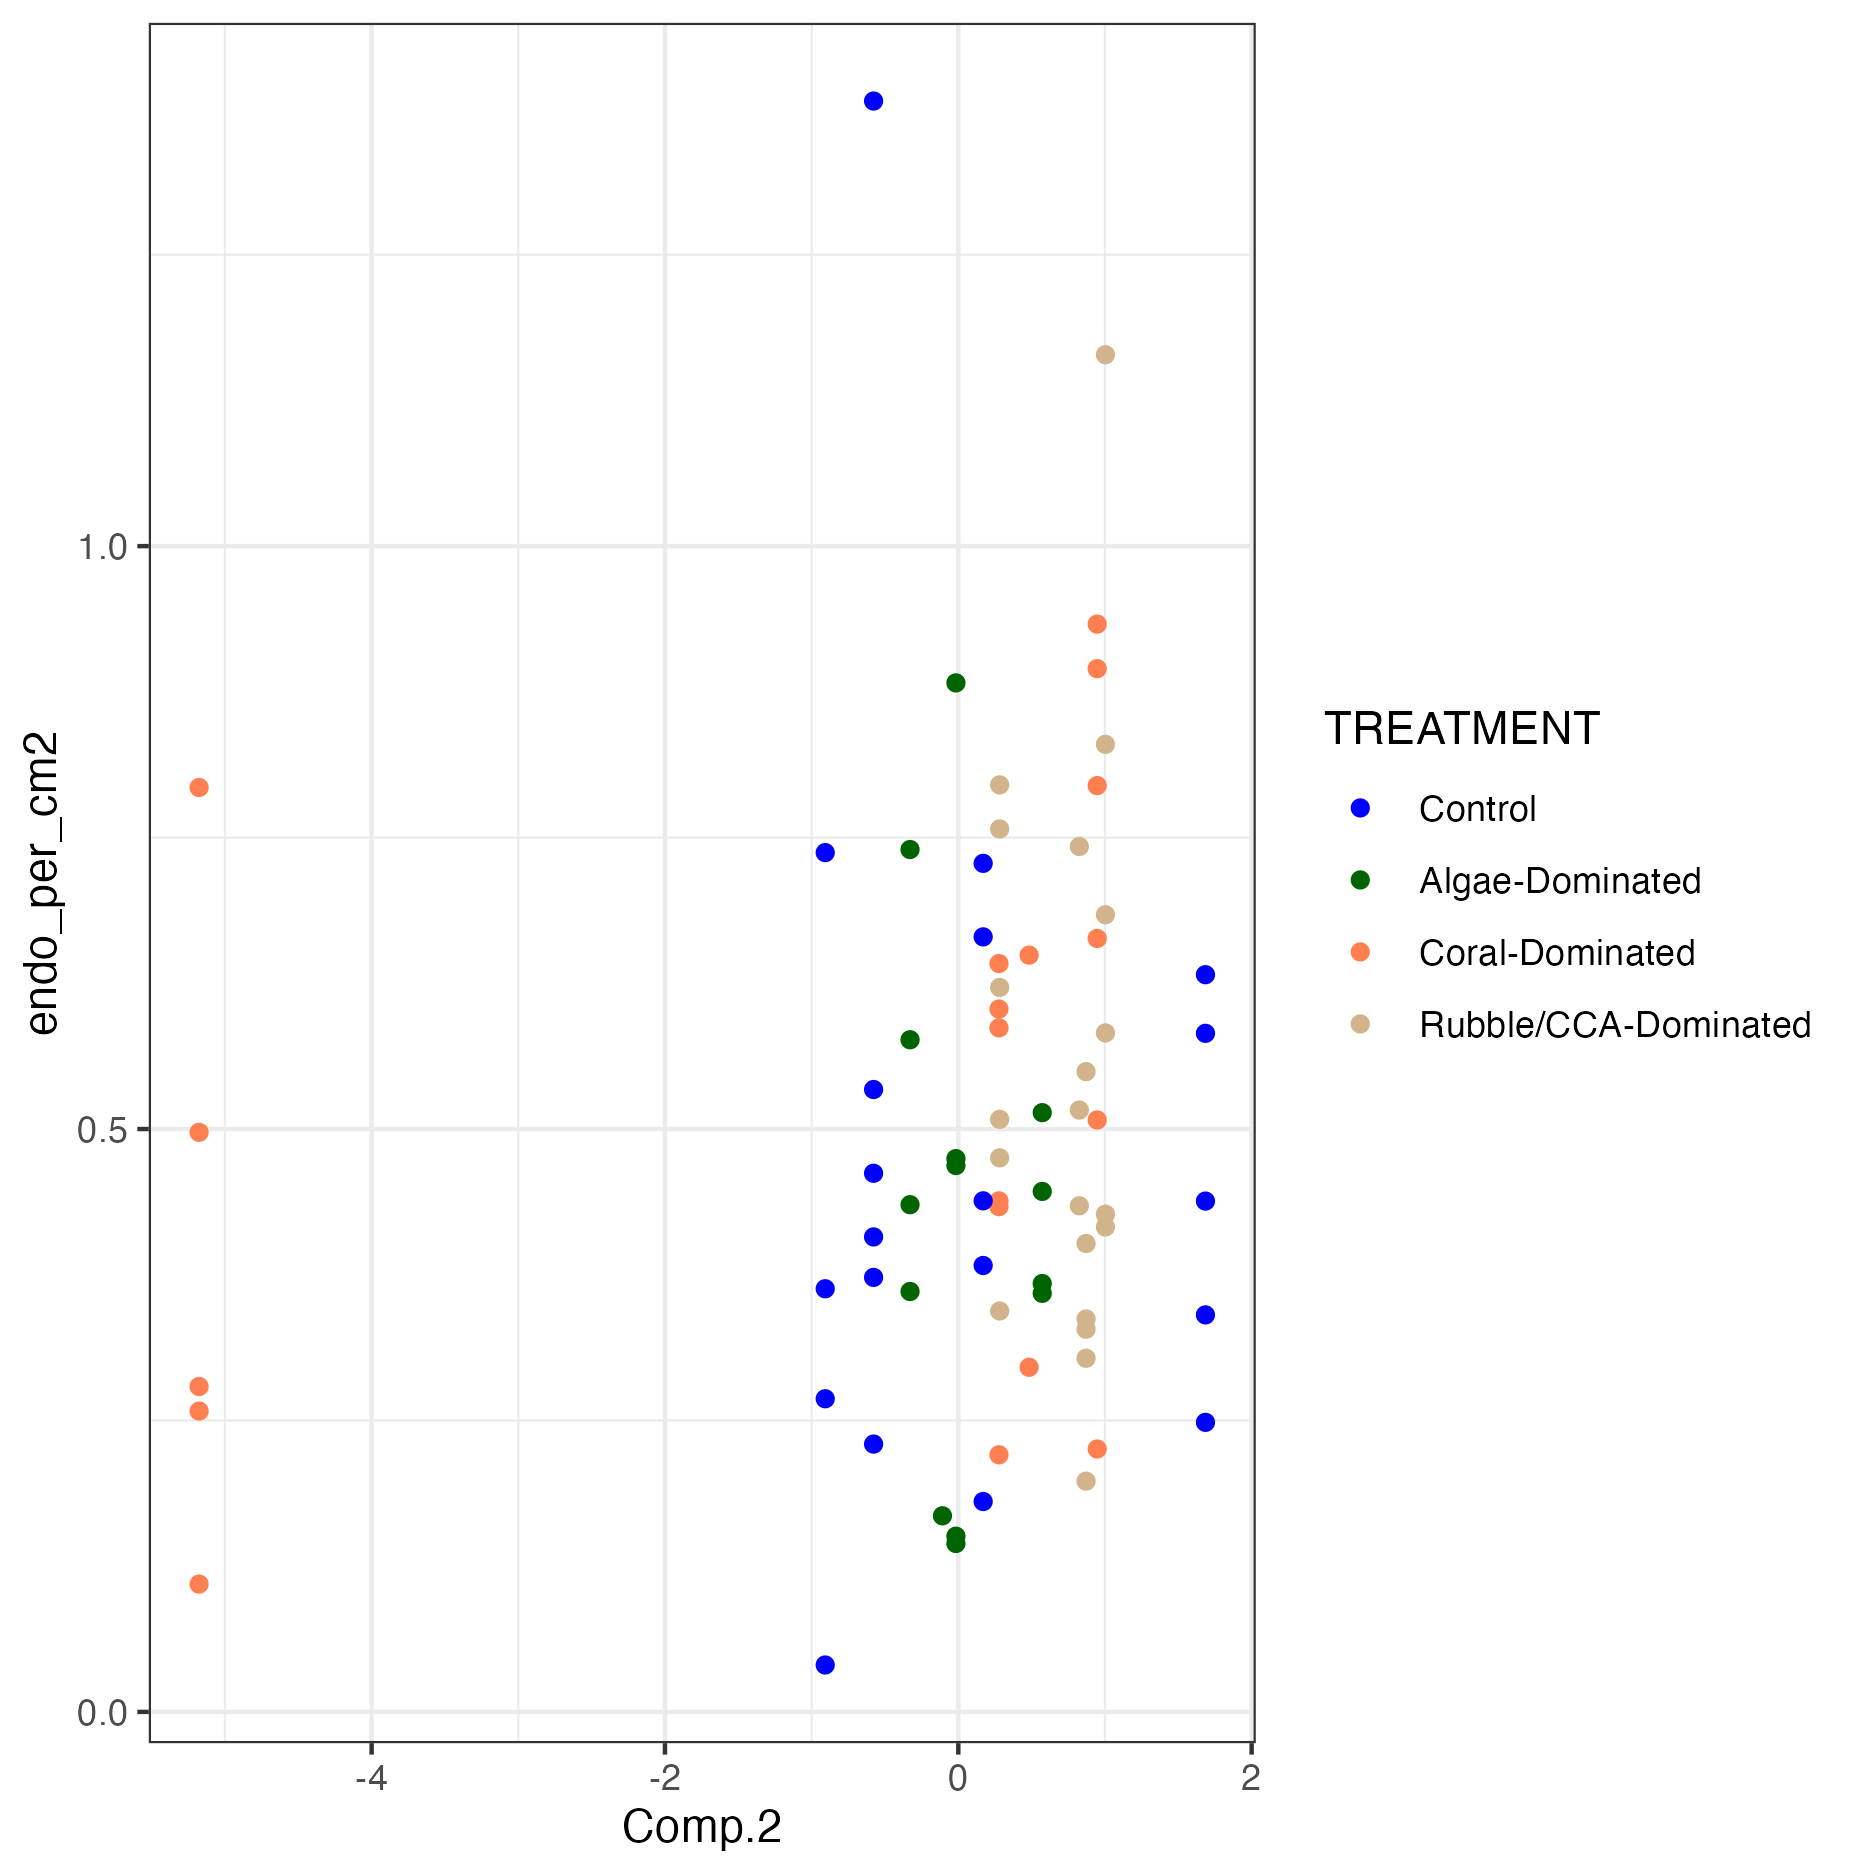 endo_per_cm2
1.0
0.5
0.0
-4
-2
0
2
Comp.2
TREATMENT
Control
Algae-Dominated
Coral-Dominated
Rubble/CCA-Dominated